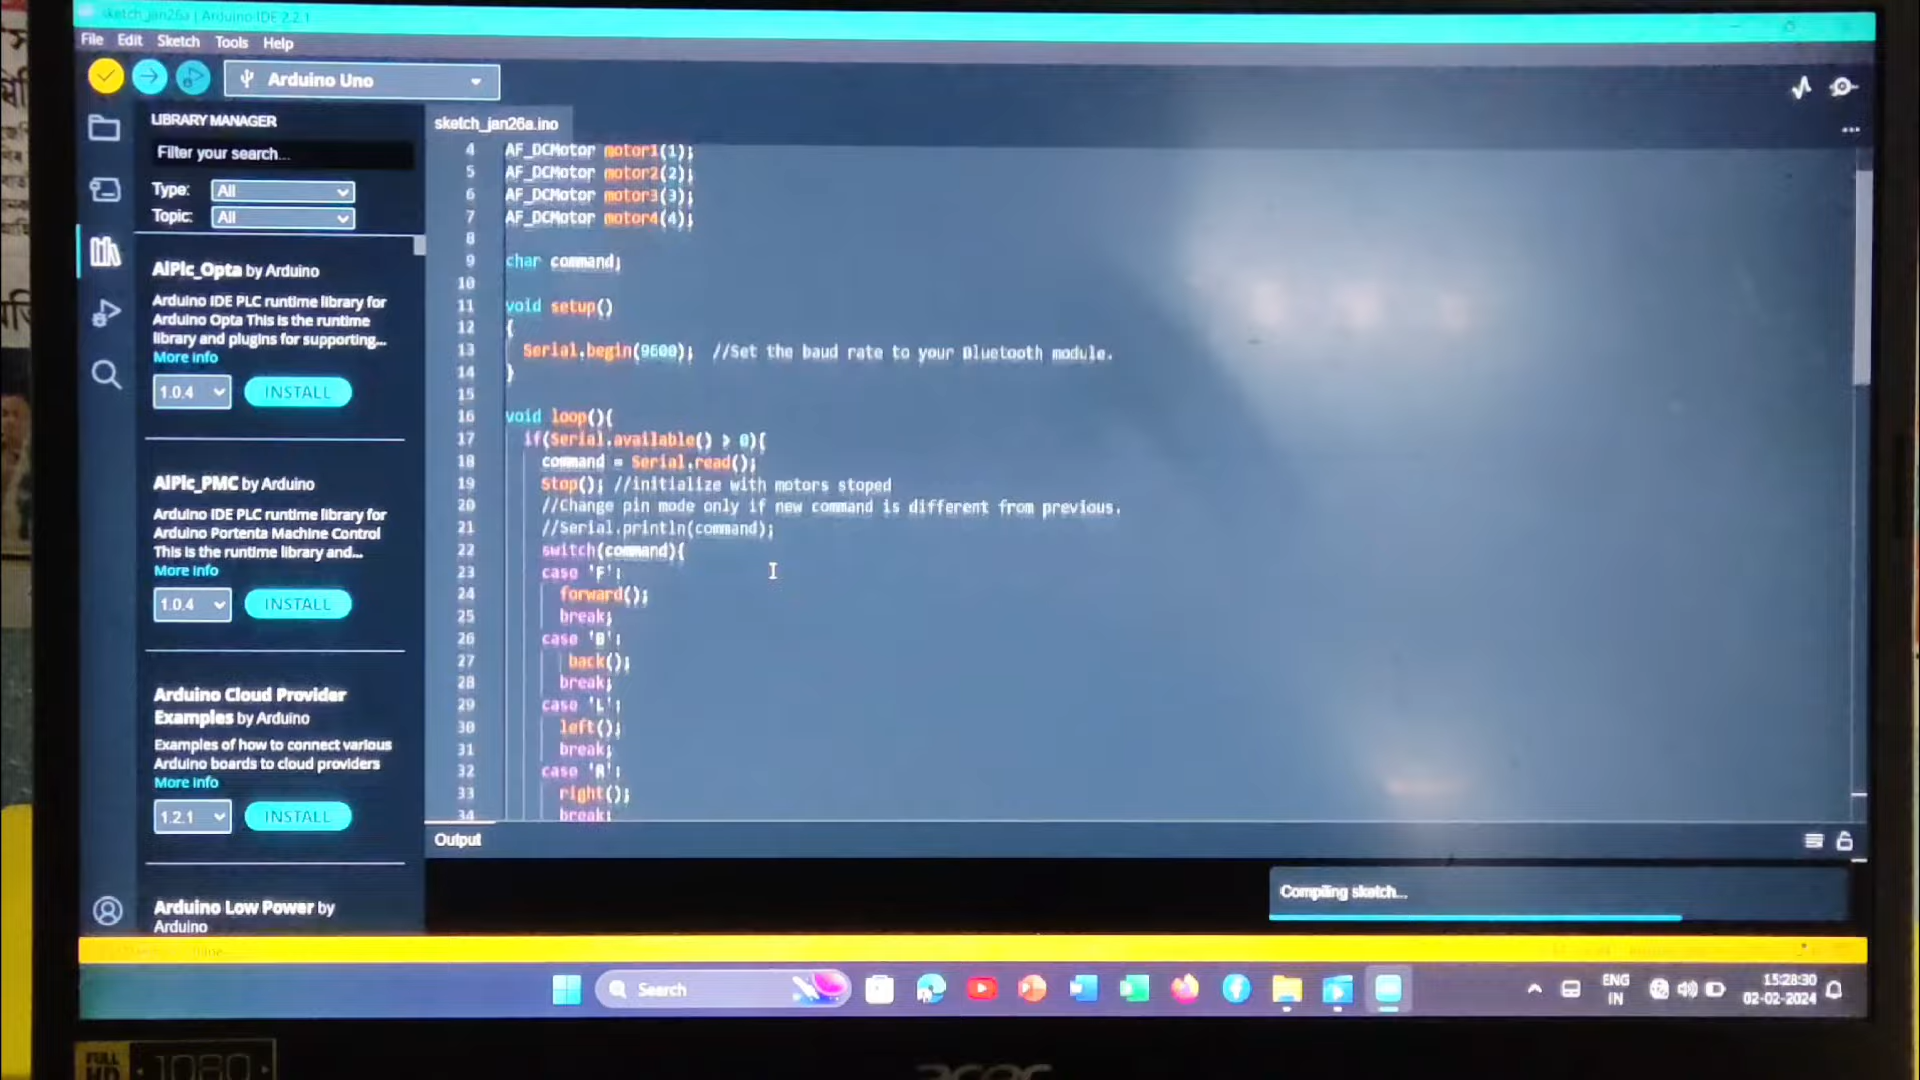 sketch_jan26a | Arduino IDE 2.2.1
File Edit Sketch Tools Help
Arduino Uno
LIBRARY MANAGER
Filter your search...
Type: All
Topic: All
AlPlc_Opta by Arduino
Arduino IDE PLC runtime library for
Arduino Opta This is the runtime
library and plugins for supporting...
More info
1.0.4 INSTALL
AlPlc_PMC by Arduino
Arduino IDE PLC runtime library for
Arduino Portenta Machine Control
This is the runtime library and...
More info
1.0.4 INSTALL
Arduino Cloud Provider
Examples by Arduino
Examples of how to connect various
Arduino boards to cloud providers
More info
1.2.1 INSTALL
Arduino Low Power by
Arduino
sketch_jan26a.ino
4 AF_DCMotor motor1(1);
5 AF_DCMotor motor2(2);
6 AF_DCMotor motor3(3);
7 AF_DCMotor motor4(4);
8
9 char command;
10
11 void setup()
12 {
13 Serial.begin(9600); //Set the baud rate to your Bluetooth module.
14 }
15
16 void loop(){
17 if(Serial.available() > 0){
18 command = Serial.read();
19 Stop(); //initialize with motors stoped
20 //Change pin mode only if new command is different from previous.
21 //Serial.println(command);
22 switch(command){
23 case 'F':
24 forward();
25 break;
26 case 'B':
27 back();
28 break;
29 case 'L':
30 left();
31 break;
32 case 'R':
33 right();
34 break;
Output
Compiling sketch...
Search
ENG
IN
15:28:30
02-02-2024
FULL
HD 1080
acer